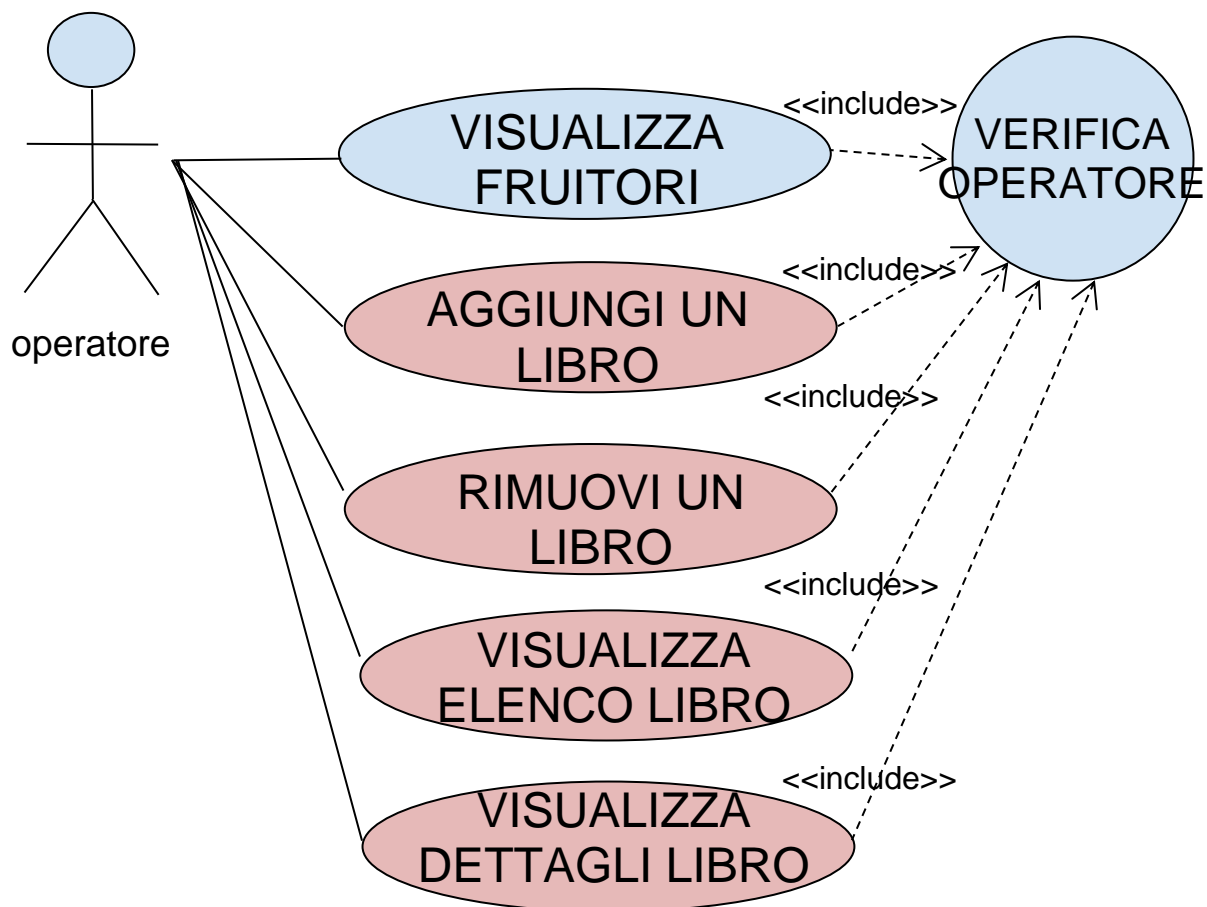 <<include>>
VISUALIZZA
FRUITORI
VERIFICA
OPERATORE
<<include>>
AGGIUNGI UN
LIBRO
operatore
<<include>>
RIMUOVI UN
LIBRO
<<include>>
VISUALIZZA
ELENCO LIBRO
<<include>>
VISUALIZZA
DETTAGLI LIBRO